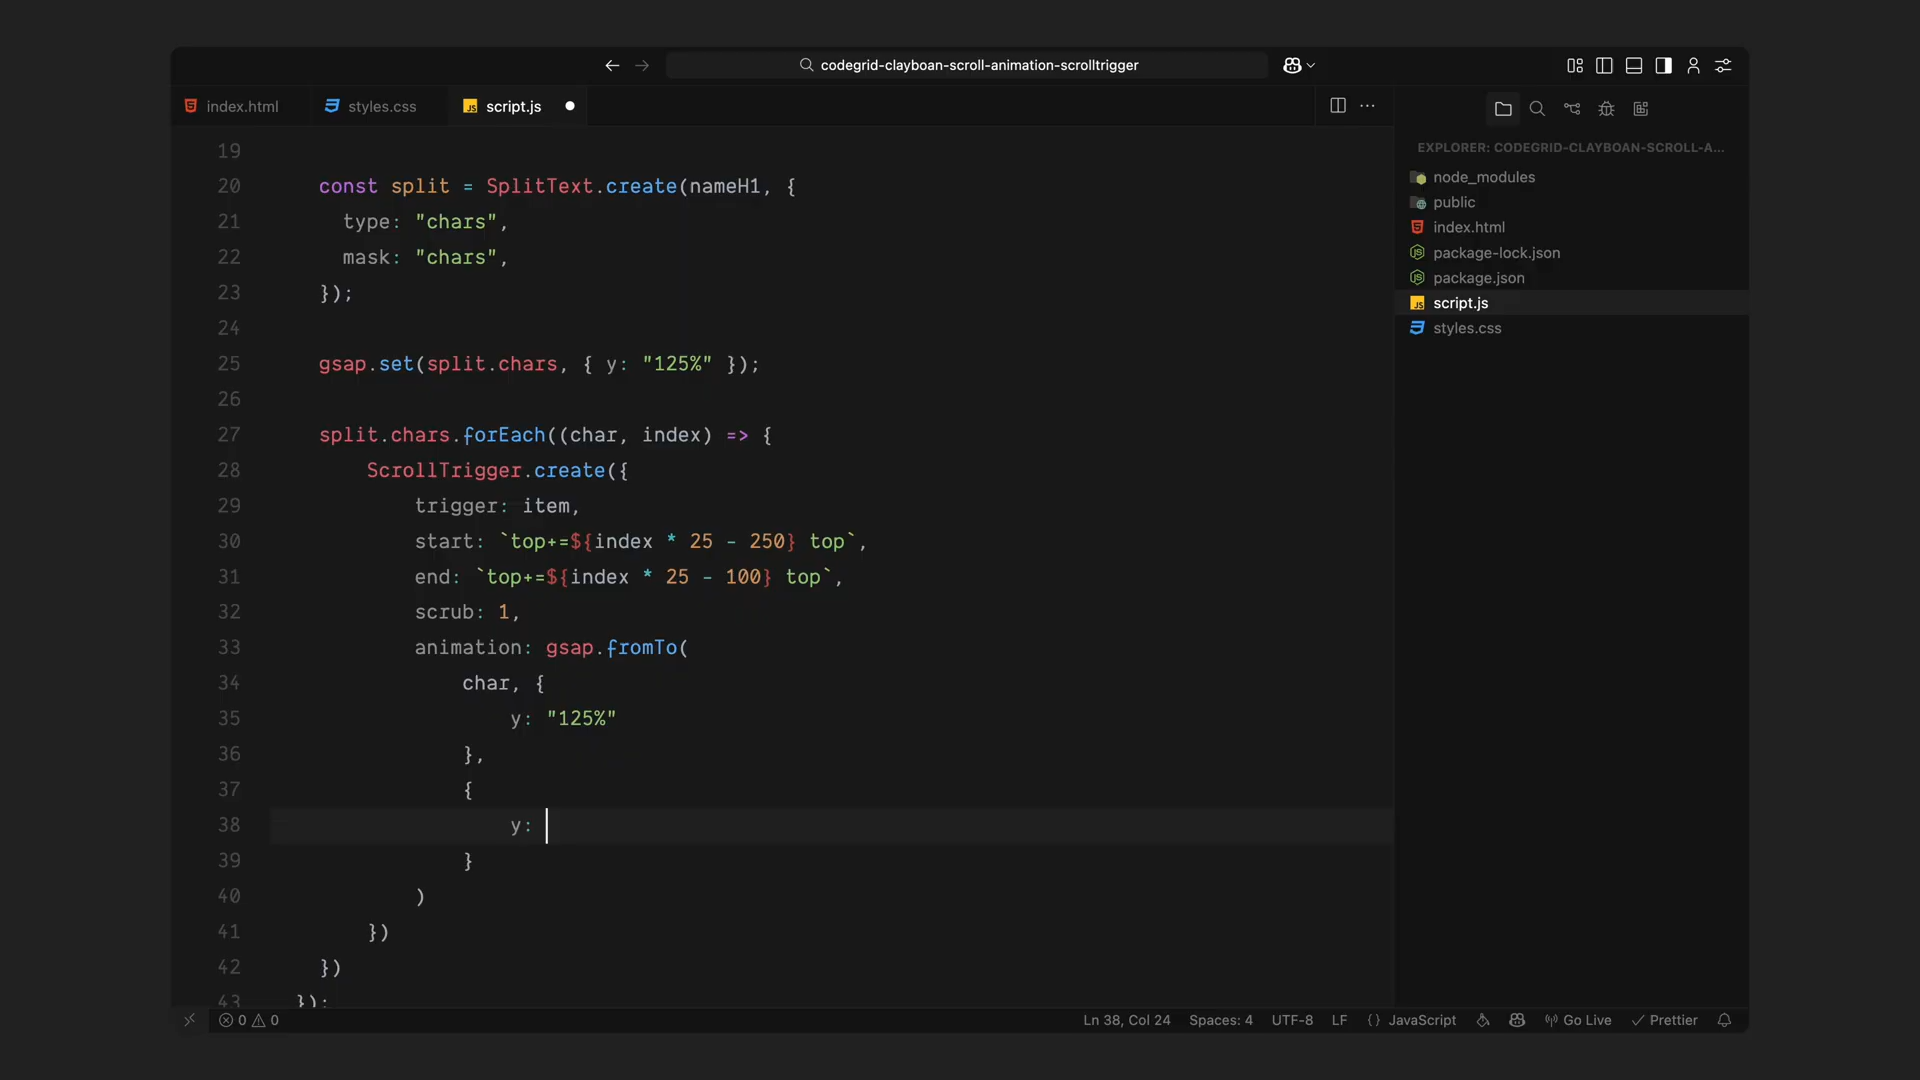 codegrid-clayboan-scroll-animation-scrolltrigger
index.html
styles.css
script.js
EXPLORER: CODEGRID-CLAYBOAN-SCROLL-A...
node_modules
public
index.html
package-lock.json
package.json
script.js
styles.css
19
20 const split = SplitText.create(nameH1, {
21 type: "chars",
22 mask: "chars",
23 });
24
25 gsap.set(split.chars, { y: "125%" });
26
27 split.chars.forEach((char, index) => {
28 ScrollTrigger.create({
29 trigger: item,
30 start: `top+=${index * 25 - 250} top`,
31 end: `top+=${index * 25 - 100} top`,
32 scrub: 1,
33 animation: gsap.fromTo(
34 char, {
35 y: "125%"
36 },
37 {
38 y:
39 }
40 )
41 })
42 })
43 });
0 0
Ln 38, Col 24
Spaces: 4
UTF-8
LF
{} JavaScript
Go Live
Prettier